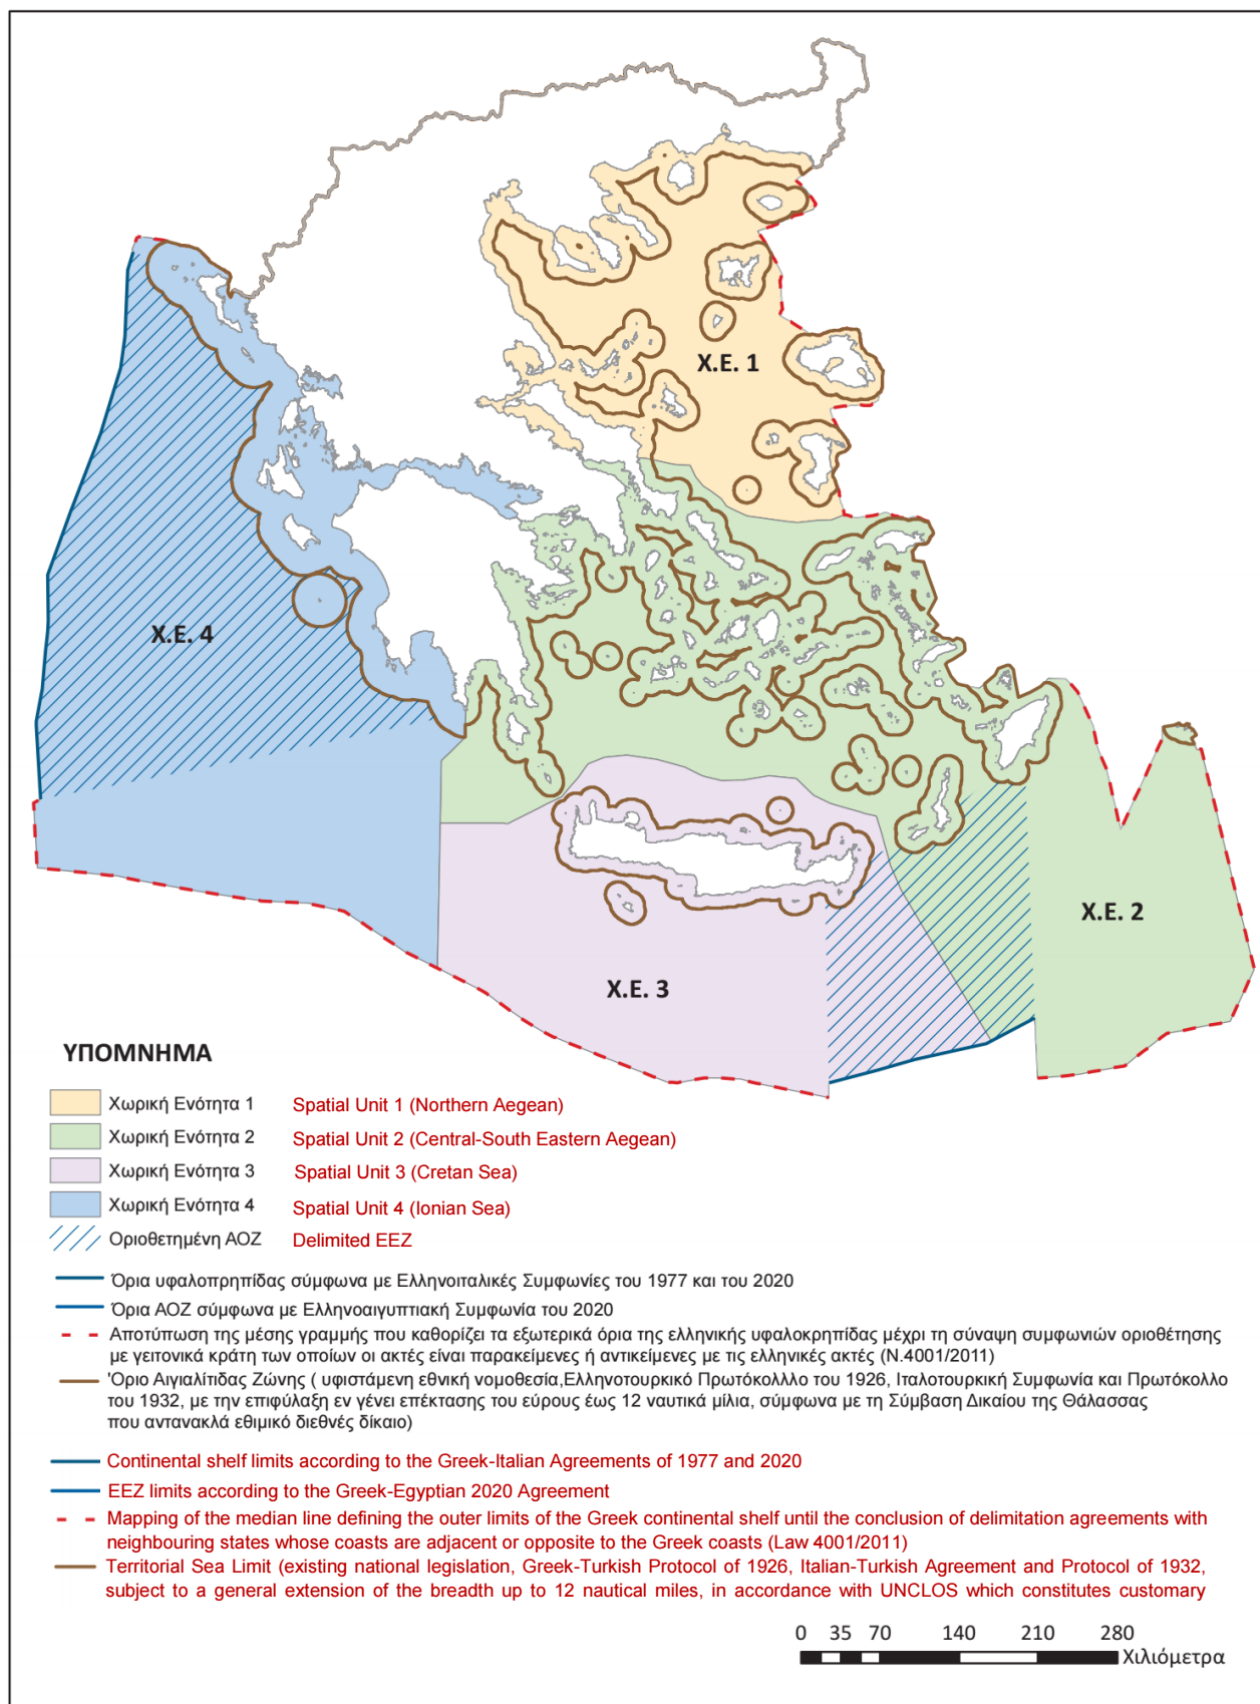 Χ.Ε. 1
Χ.Ε. 4
Χ.Ε. 2
Χ.Ε. 3
ΥΠΟΜΝΗΜΑ
Χωρική Ενότητα 1 Spatial Unit 1 (Northern Aegean)
Χωρική Ενότητα 2 Spatial Unit 2 (Central-South Eastern Aegean)
Χωρική Ενότητα 3 Spatial Unit 3 (Cretan Sea)
Χωρική Ενότητα 4 Spatial Unit 4 (Ionian Sea)
Οριοθετημένη ΑΟΖ Delimited EEZ
Όρια υφαλοπρηπίδας σύμφωνα με Ελληνοιταλικές Συμφωνίες του 1977 και του 2020
Όρια ΑΟΖ σύμφωνα με Ελληνοαιγυπτιακή Συμφωνία του 2020
Αποτύπωση της μέσης γραμμής που καθορίζει τα εξωτερικά όρια της ελληνικής υφαλοκρηπίδας μέχρι τη σύναψη συμφωνιών οριοθέτησης
με γειτονικά κράτη των οποίων οι ακτές είναι παρακείμενες ή αντικείμενες με τις ελληνικές ακτές (Ν.4001/2011)
'Οριο Αιγιαλίτιδας Ζώνης ( υφιστάμενη εθνική νομοθεσία,Ελληνοτουρκικό Πρωτόκολλλο του 1926, Ιταλοτουρκική Συμφωνία και Πρωτόκολλο
του 1932, με την επιφύλαξη εν γένει επέκτασης του εύρους έως 12 ναυτικά μίλια, σύμφωνα με τη Σύμβαση Δικαίου της Θάλασσας
που αντανακλά εθιμικό διεθνές δίκαιο)
Continental shelf limits according to the Greek-Italian Agreements of 1977 and 2020
EEZ limits according to the Greek-Egyptian 2020 Agreement
Mapping of the median line defining the outer limits of the Greek continental shelf until the conclusion of delimitation agreements with
neighbouring states whose coasts are adjacent or opposite to the Greek coasts (Law 4001/2011)
Territorial Sea Limit (existing national legislation, Greek-Turkish Protocol of 1926, Italian-Turkish Agreement and Protocol of 1932,
subject to a general extension of the breadth up to 12 nautical miles, in accordance with UNCLOS which constitutes customary
0 35 70 140 210 280
Χιλιόμετρα